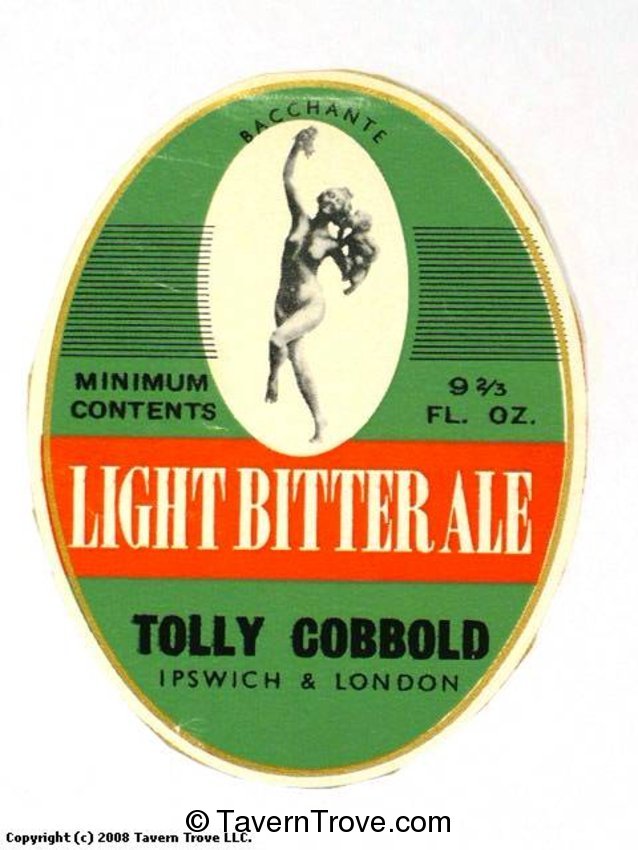 BACCHANTE
MINIMUM
CONTENTS
9 2/3
FL. OZ.
LIGHT BITTER ALE
TOLLY COBBOLD
IPSWICH & LONDON
© TavernTrove.com
Copyright (c) 2008 Tavern Trove LLC.